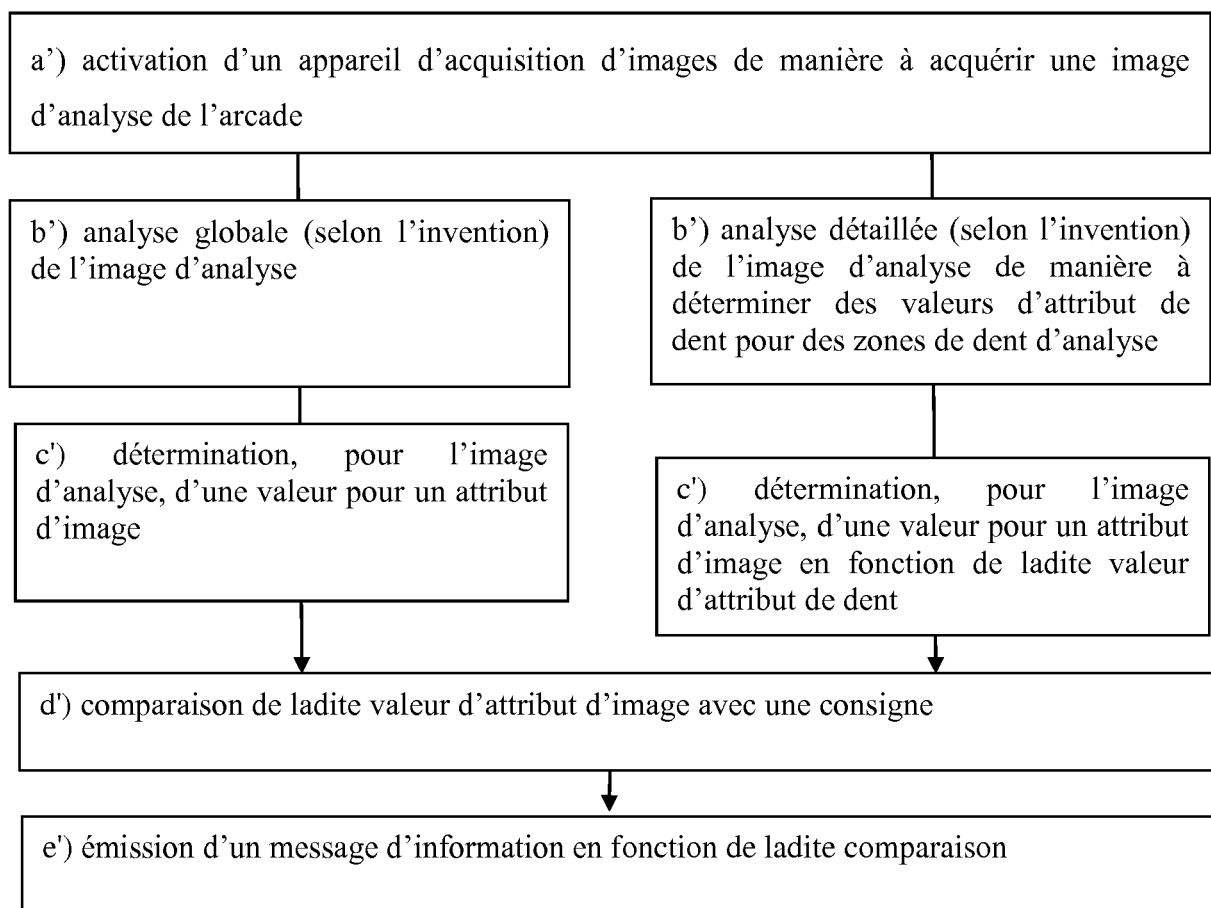 a’) activation d’un appareil d’acquisition d’images de manière à acquérir une image
d’analyse de l’arcade
b’) analyse globale (selon l’invention)
de l’image d’analyse
b’) analyse détaillée (selon l’invention)
de l’image d’analyse de manière à
déterminer des valeurs d’attribut de
dent pour des zones de dent d’analyse
c') détermination, pour l’image
d’analyse, d’une valeur pour un attribut
d’image
c') détermination, pour l’image
d’analyse, d’une valeur pour un attribut
d’image en fonction de ladite valeur
d’attribut de dent
d') comparaison de ladite valeur d’attribut d’image avec une consigne
e') émission d’un message d’information en fonction de ladite comparaison